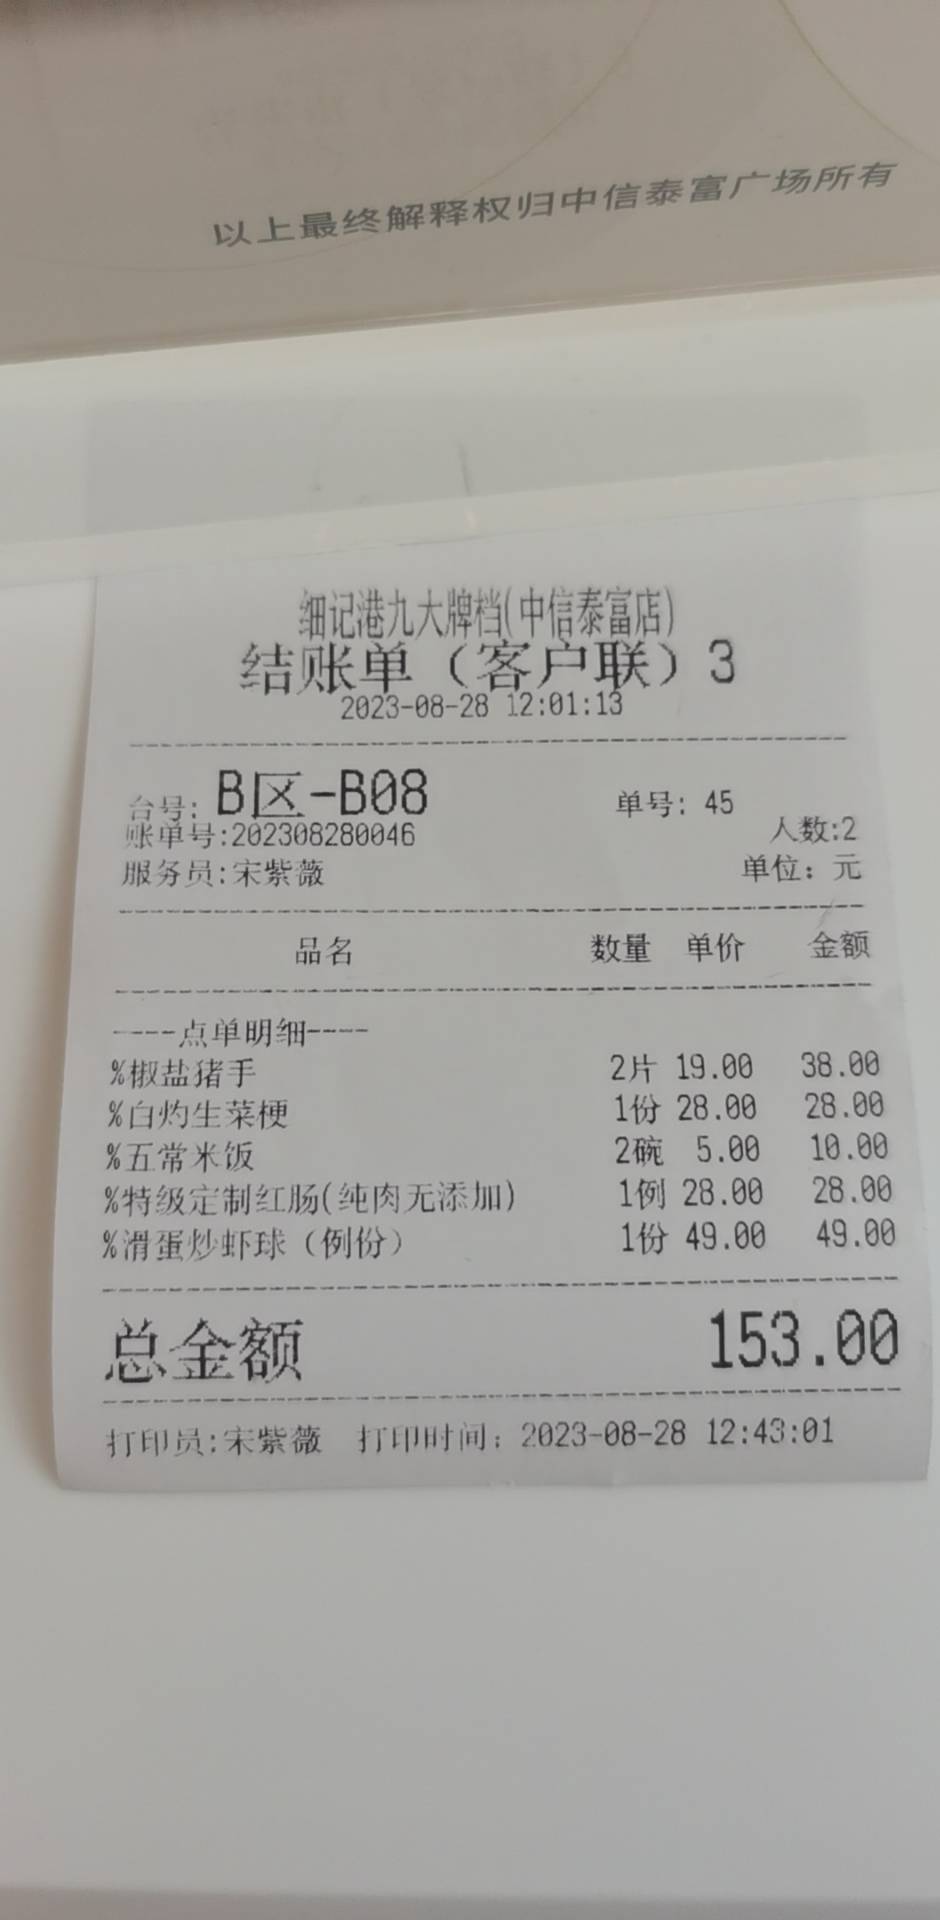 以上最终解释权归中信泰富广场所有
细记港九大牌档(中信泰富店)
结账单（客户联）3
2023-08-28 12:01:13
台号: B区-B08 单号: 45
账单号:202308280046 人数:2
服务员:宋紫薇 单位：元
品名 数量 单价 金额
----点单明细----
%椒盐猪手 2片 19.00 38.00
%白灼生菜梗 1份 28.00 28.00
%五常米饭 2碗 5.00 10.00
%特级定制红肠(纯肉无添加) 1例 28.00 28.00
%滑蛋炒虾球（例份） 1份 49.00 49.00
总金额 153.00
打印员:宋紫薇 打印时间：2023-08-28 12:43:01